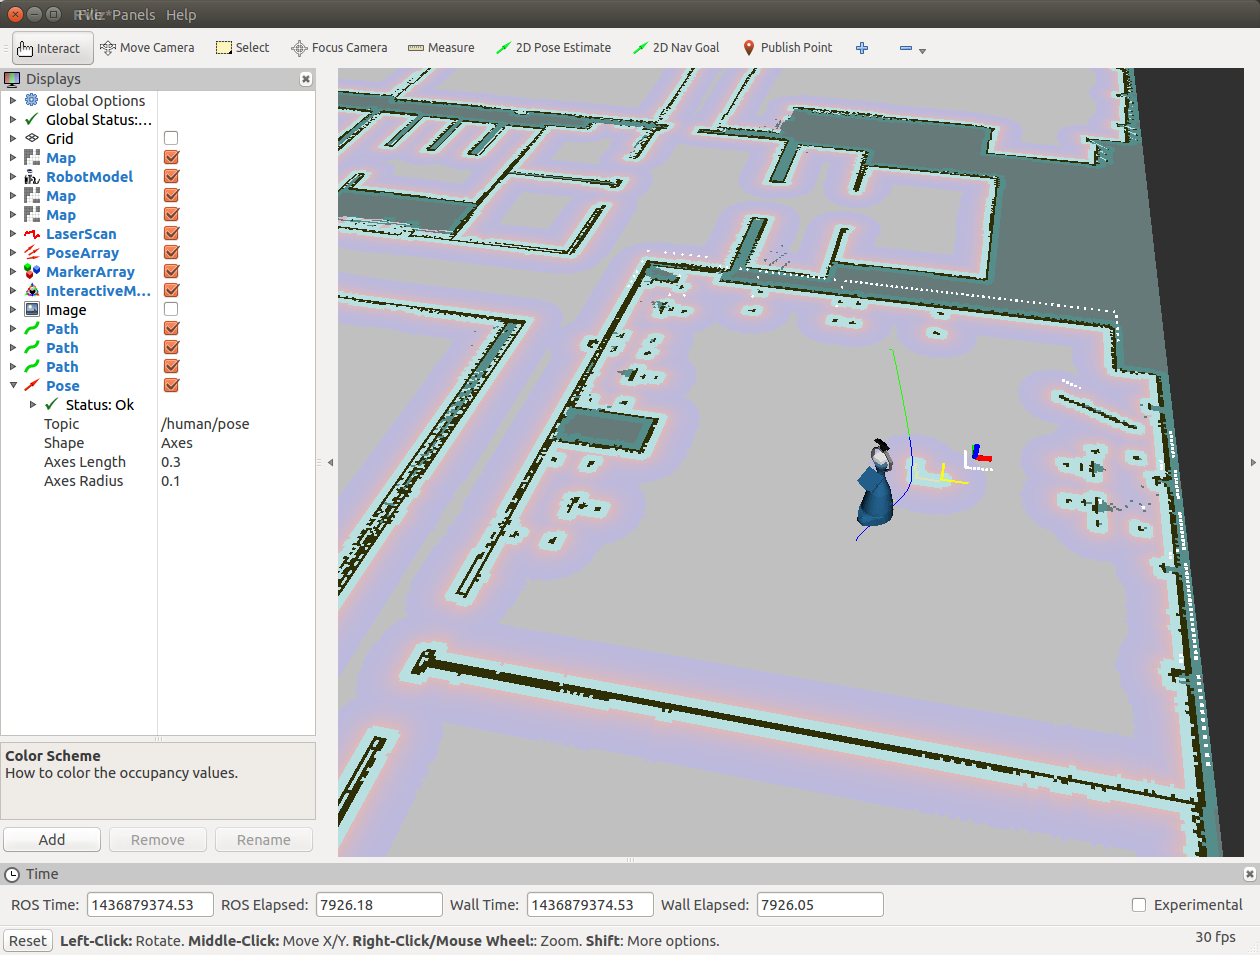 RViz* File Panels Help
Interact Move Camera Select Focus Camera Measure 2D Pose Estimate 2D Nav Goal Publish Point
Displays
Global Options
Global Status:...
Grid
Map
RobotModel
Map
Map
LaserScan
PoseArray
MarkerArray
InteractiveM...
Image
Path
Path
Path
Pose
Status: Ok
Topic /human/pose
Shape Axes
Axes Length 0.3
Axes Radius 0.1
Color Scheme
How to color the occupancy values.
Add Remove Rename
Time
ROS Time: 1436879374.53 ROS Elapsed: 7926.18 Wall Time: 1436879374.53 Wall Elapsed: 7926.05 Experimental
Reset Left-Click: Rotate. Middle-Click: Move X/Y. Right-Click/Mouse Wheel:: Zoom. Shift: More options. 30 fps